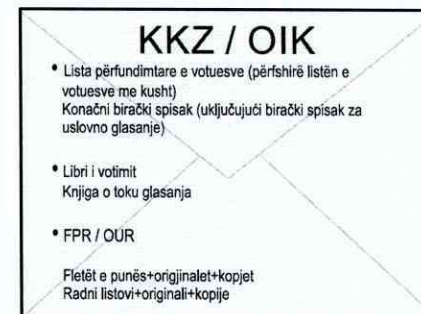 KKZ / OIK
• Lista përfundimtare e votuesve (përfshirë listën e
votuesve me kusht)
Konačni birački spisak (uključujući birački spisak za
uslovno glasanje)
• Libri i votimit
Knjiga o toku glasanja
• FPR / OUR
Fletët e punës+origjinalet+kopjet
Radni listovi+originali+kopije